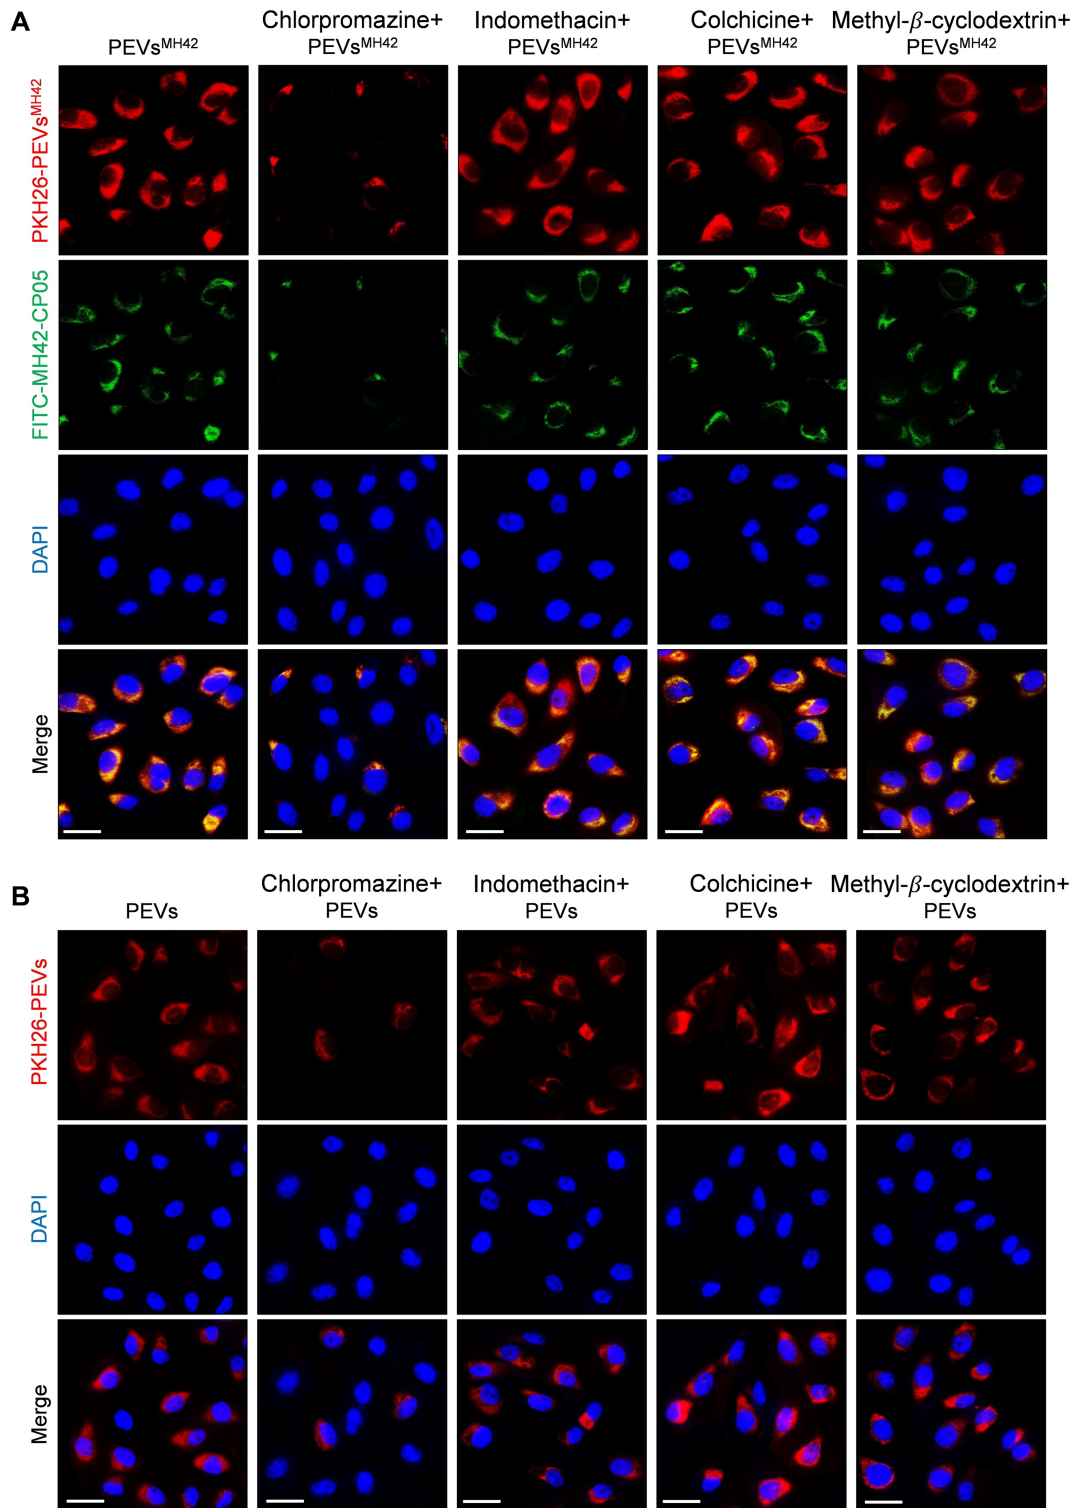 A
PEVsᴹᴴ⁴²
Chlorpromazine+
PEVsᴹᴴ⁴²
Indomethacin+
PEVsᴹᴴ⁴²
Colchicine+
PEVsᴹᴴ⁴²
Methyl-β-cyclodextrin+
PEVsᴹᴴ⁴²
PKH26-PEVsᴹᴴ⁴²
FITC-MH42-CP05
DAPI
Merge
B
PEVs
Chlorpromazine+
PEVs
Indomethacin+
PEVs
Colchicine+
PEVs
Methyl-β-cyclodextrin+
PEVs
PKH26-PEVs
DAPI
Merge